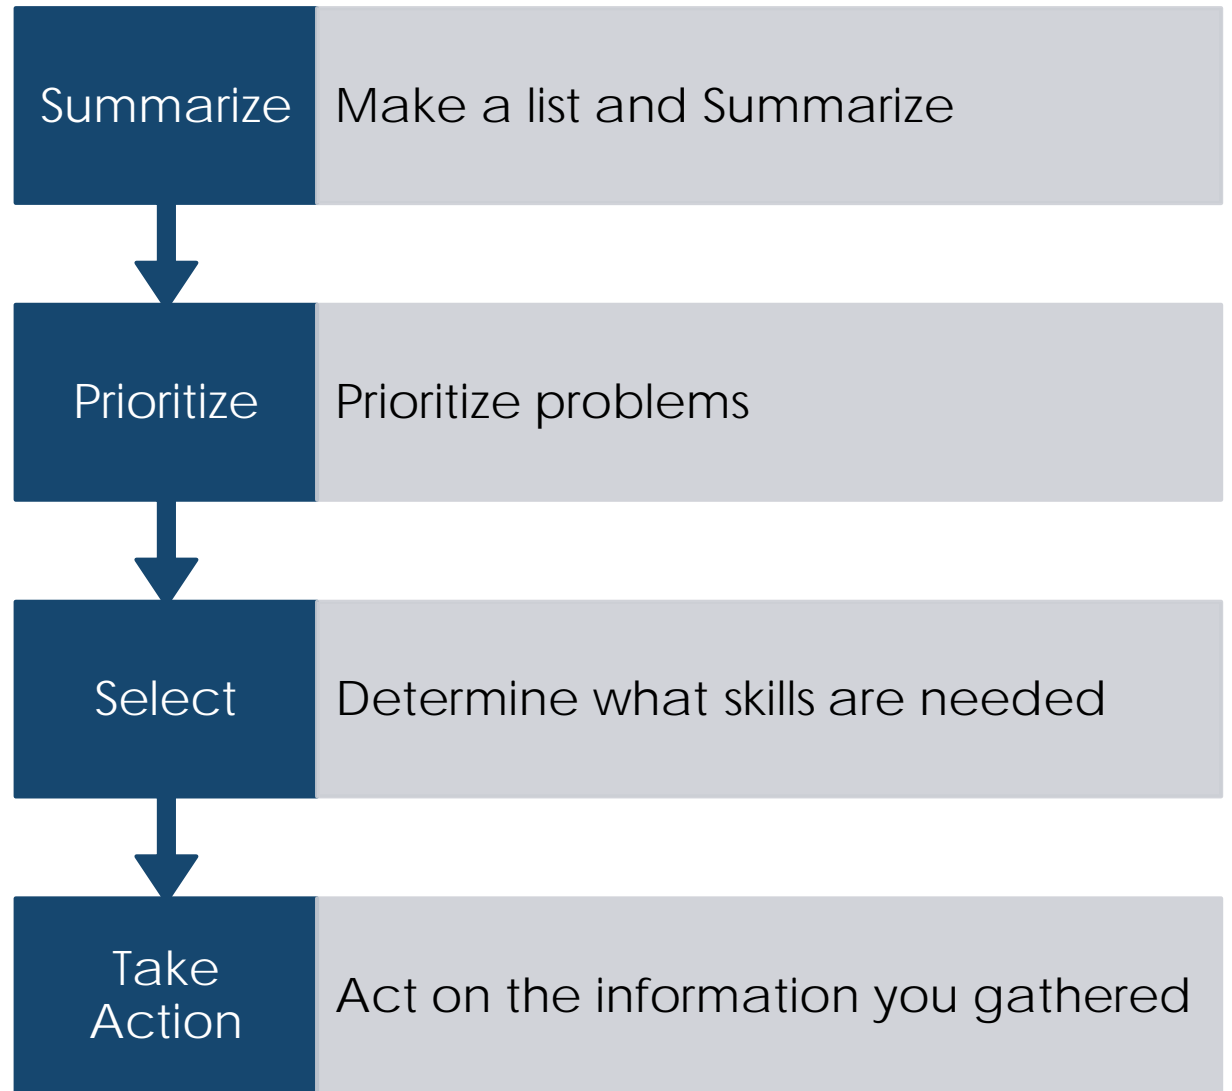 Summarize
Make a list and Summarize
Prioritize
Prioritize problems
Select
Determine what skills are needed
Take
Action
Act on the information you gathered